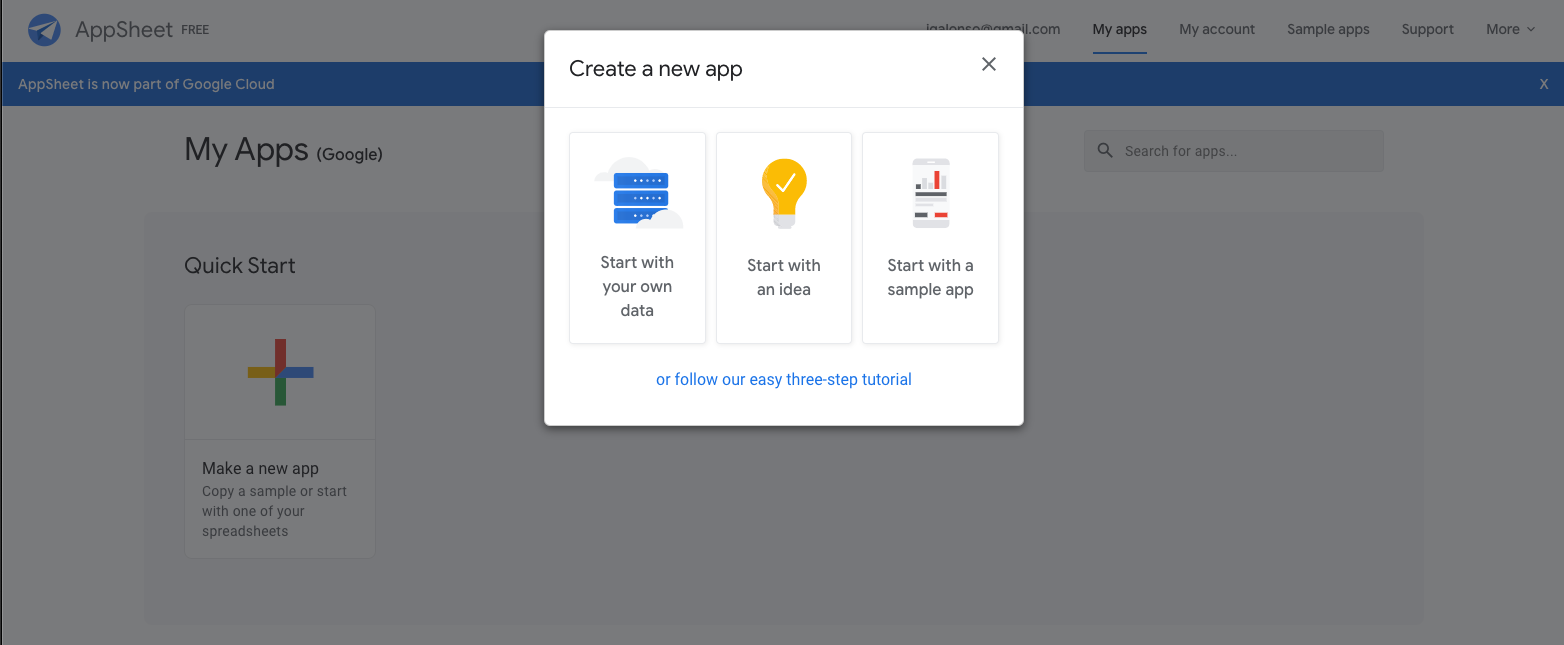 AppSheet FREE
My apps
My account
Sample apps
Support
More
AppSheet is now part of Google Cloud
X
My Apps (Google)
Search for apps...
Create a new app
Start with
your own
data
Start with
an idea
Start with a
sample app
or follow our easy three-step tutorial
Quick Start
Make a new app
Copy a sample or start
with one of your
spreadsheets